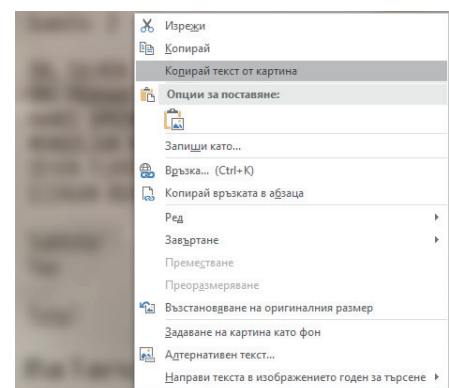 Изрежи
Копирай
Копирай текст от картина
Опции за поставяне:
Запиши като...
Връзка... (Ctrl+K)
Копирай връзката в абзаца
Ред
Завъртане
Преместване
Преоразмеряване
Възстановяване на оригиналния размер
Задаване на картина като фон
Алтернативен текст...
Направи текста в изображението годен за търсене